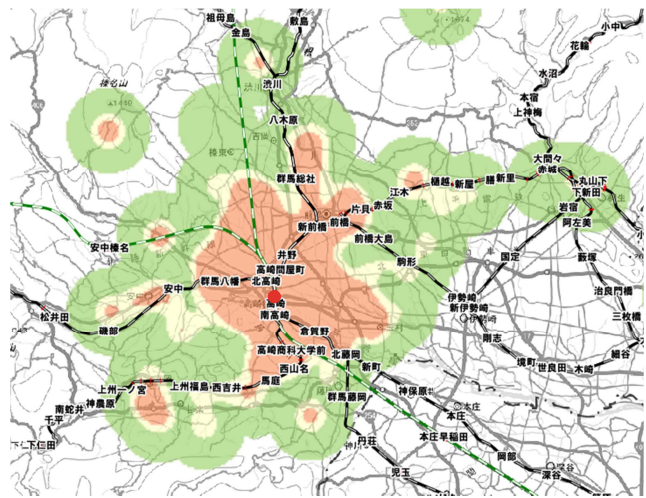 祖母島
敷島
金島
小中
花輪
水沼
榛名山
渋川
本宿
上神梅
八木原
大間々
赤城
群馬総社
樋越
新屋
膳
新里
丸山下
下新田
江木
片貝
赤坂
岩宿
新前橋
前橋
阿左美
前橋大島
安中榛名
井野
駒形
国定
藪塚
高崎問屋町
北高崎
群馬八幡
安中
治良門橋
高崎
伊勢崎
新伊勢崎
南高崎
松井田
磯部
倉賀野
剛志
三枚橋
高崎商科大学前
北藤岡
細谷
西山名
新町
境町
世良田
木崎
馬庭
上州一ノ宮
上州福島
西吉井
神保原
群馬藤岡
神農原
南蛇井
千平
本庄
本庄
丹荘
本庄早稲田
下仁田
岡部
児玉
深谷
深谷